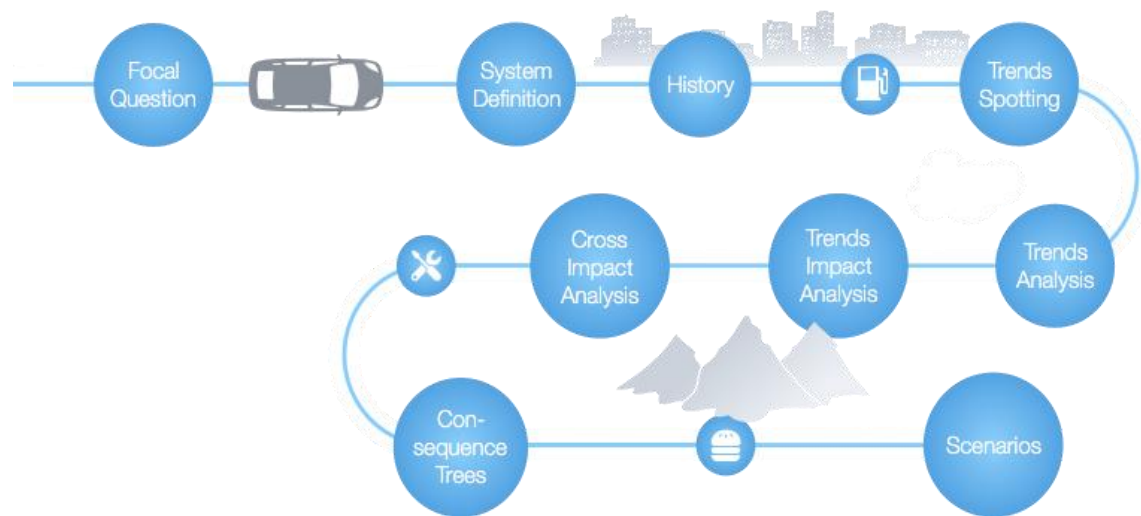 Focal
Question
System
Definition
History
Trends
Spotting
Trends
Analysis
Trends
Impact
Analysis
Cross
Impact
Analysis
Con-
sequence
Trees
Scenarios